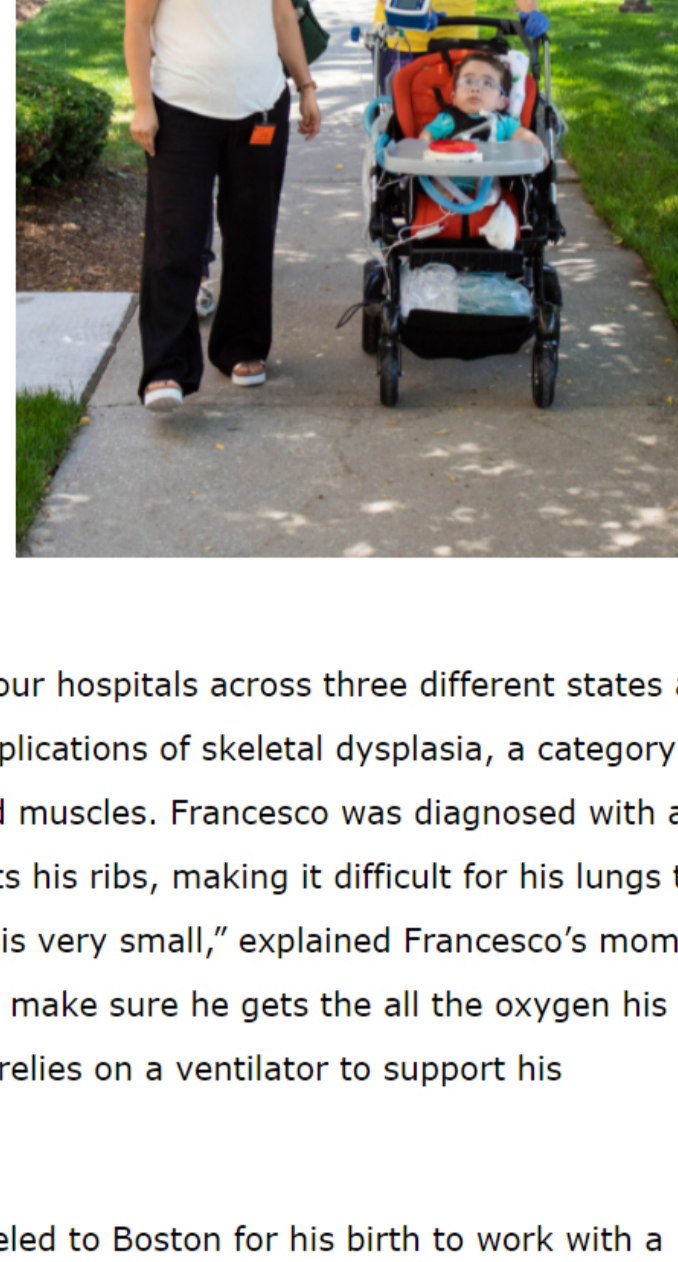 our hospitals across three different states
plications of skeletal dysplasia, a category
muscles. Francesco was diagnosed with
his ribs, making it difficult for his lungs
is very small,” explained Francesco’s mom
make sure he gets the all the oxygen his
relies on a ventilator to support his
eled to Boston for his birth to work with a